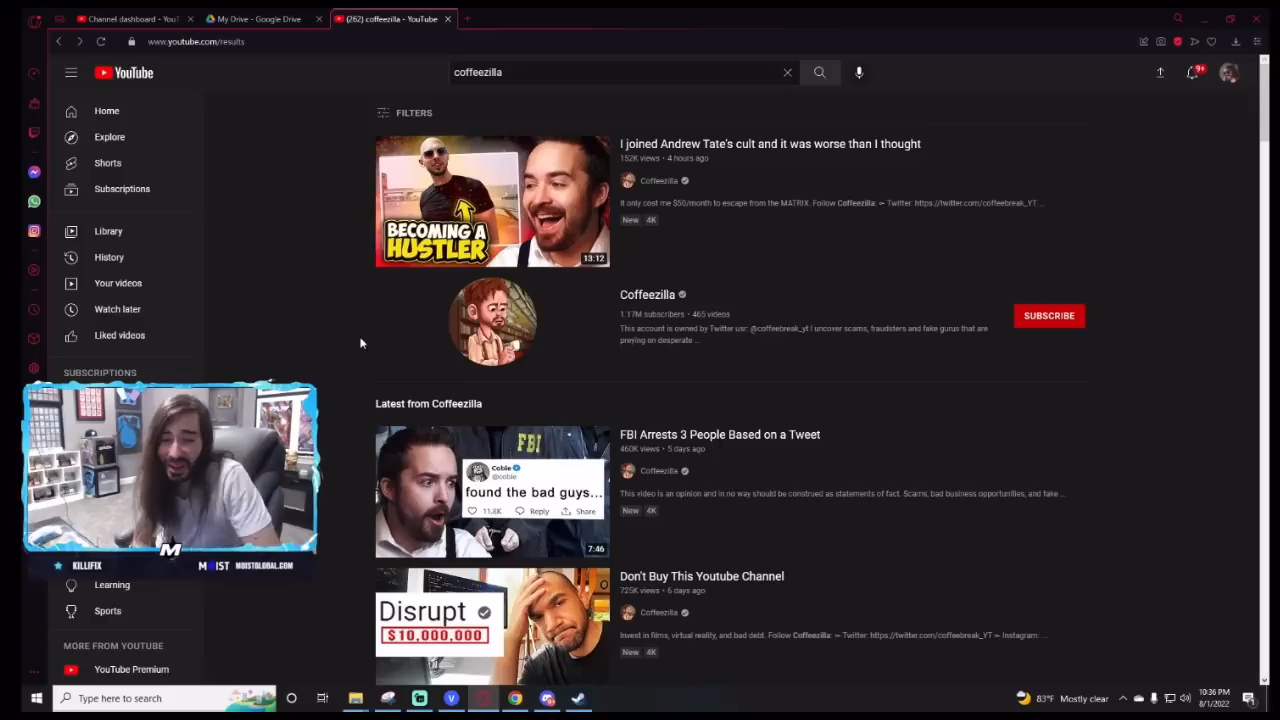 Channel dashboard - YouT
My Drive - Google Drive
(262) coffeezilla - YouTube
www.youtube.com/results
YouTube
coffeezilla
9+
Home
Explore
Shorts
Subscriptions
Library
History
Your videos
Watch later
Liked videos
SUBSCRIPTIONS
FILTERS
BECOMING A
HUSTLER
13:12
I joined Andrew Tate's cult and it was worse than I thought
152K views • 4 hours ago
Coffeezilla
It only cost me $50/month to escape from the MATRIX. Follow Coffeezilla: ➣ Twitter: https://twitter.com/coffeebreak_YT ...
New 4K
Coffeezilla
1.17M subscribers • 465 videos
This account is owned by Twitter usr: @coffeebreak_yt I uncover scams, fraudsters and fake gurus that are
preying on desperate ...
SUBSCRIBE
Latest from Coffeezilla
FBI
Cobie
@cobie
found the bad guys...
11.8K Reply Share
7:46
FBI Arrests 3 People Based on a Tweet
460K views • 5 days ago
Coffeezilla
This video is an opinion and in no way should be construed as statements of fact. Scams, bad business opportunities, and fake ...
New 4K
Disrupt
$10,000,000
Don't Buy This Youtube Channel
725K views • 6 days ago
Coffeezilla
Invest in films, virtual reality, and bad debt. Follow Coffeezilla: ➣ Twitter: https://twitter.com/coffeebreak_YT ➣ Instagram: ...
New 4K
M
KILLIFIX
MOIST
MOISTGLOBAL.COM
Learning
Sports
MORE FROM YOUTUBE
YouTube Premium
Type here to search
83°F Mostly clear
10:36 PM
8/1/2022
1